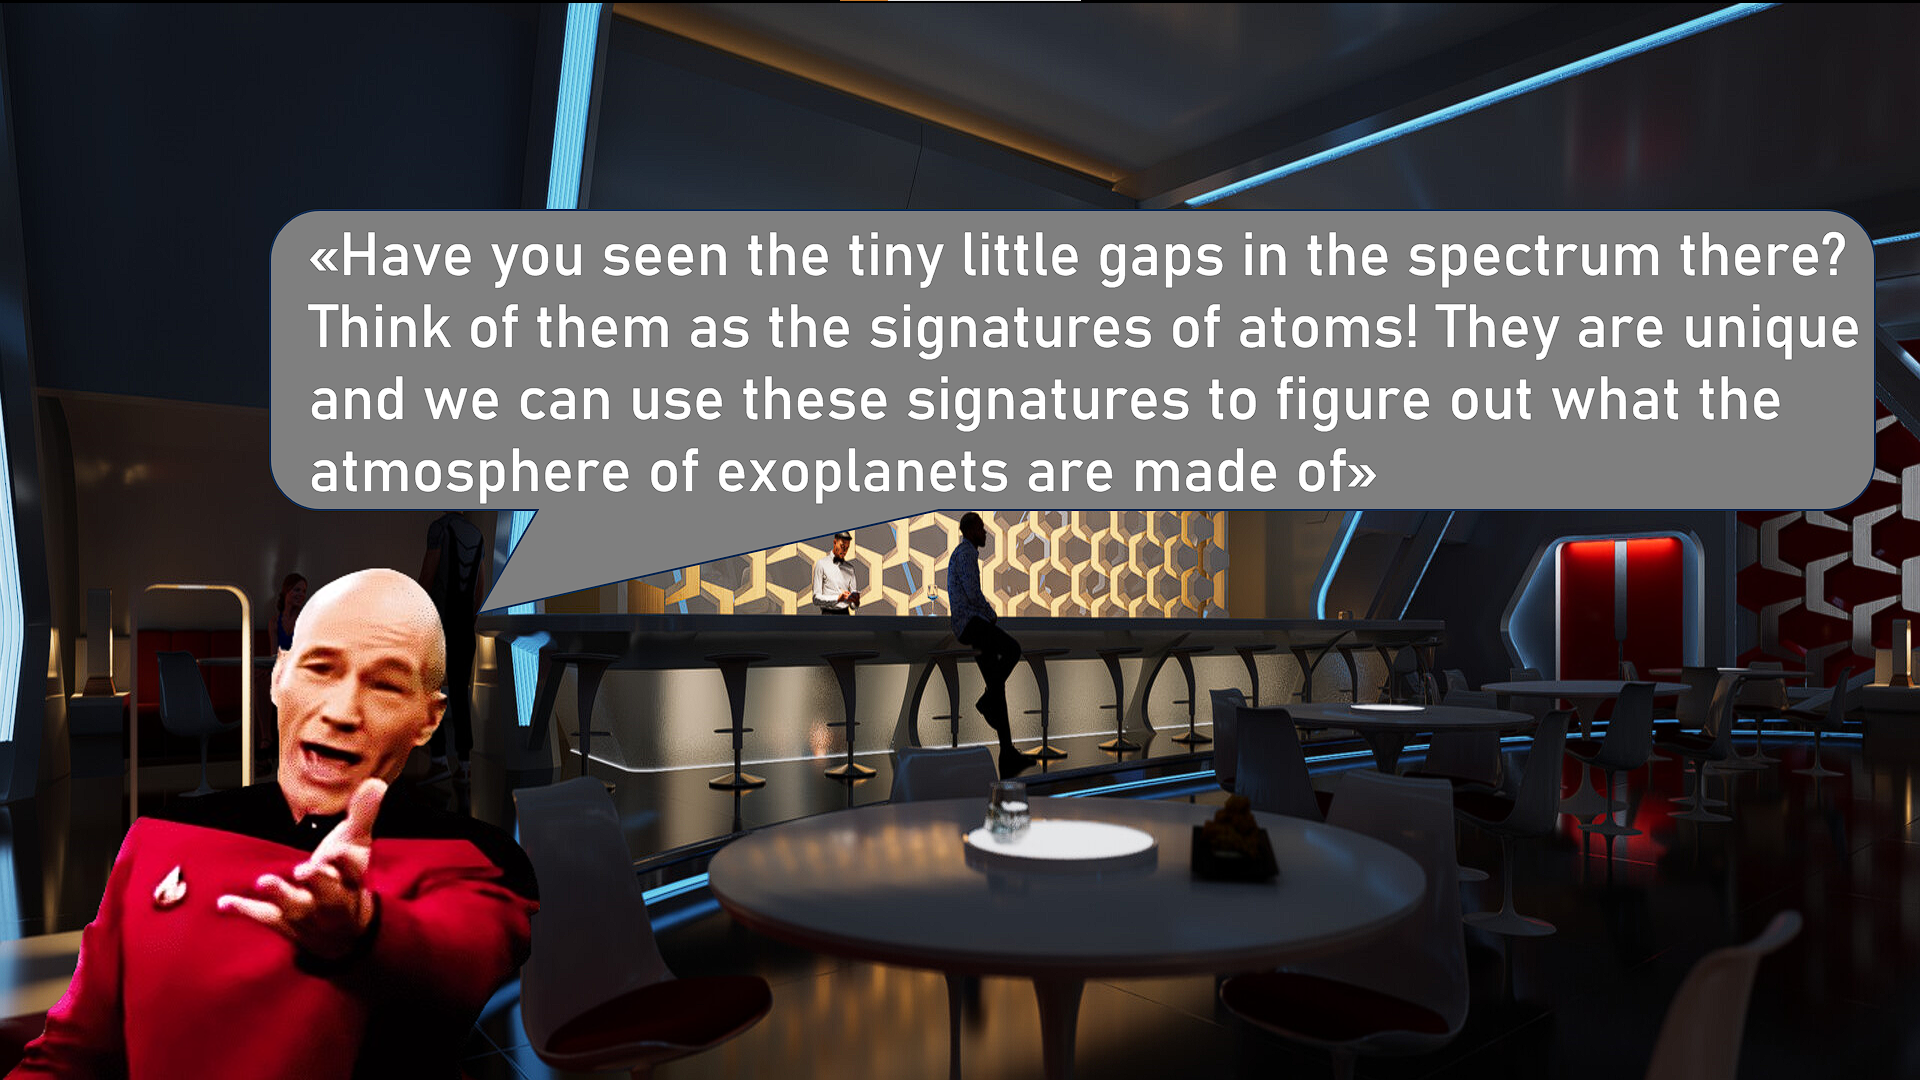 «Have you seen the tiny little gaps in the spectrum there?
Think of them as the signatures of atoms! They are unique
and we can use these signatures to figure out what the
atmosphere of exoplanets are made of»